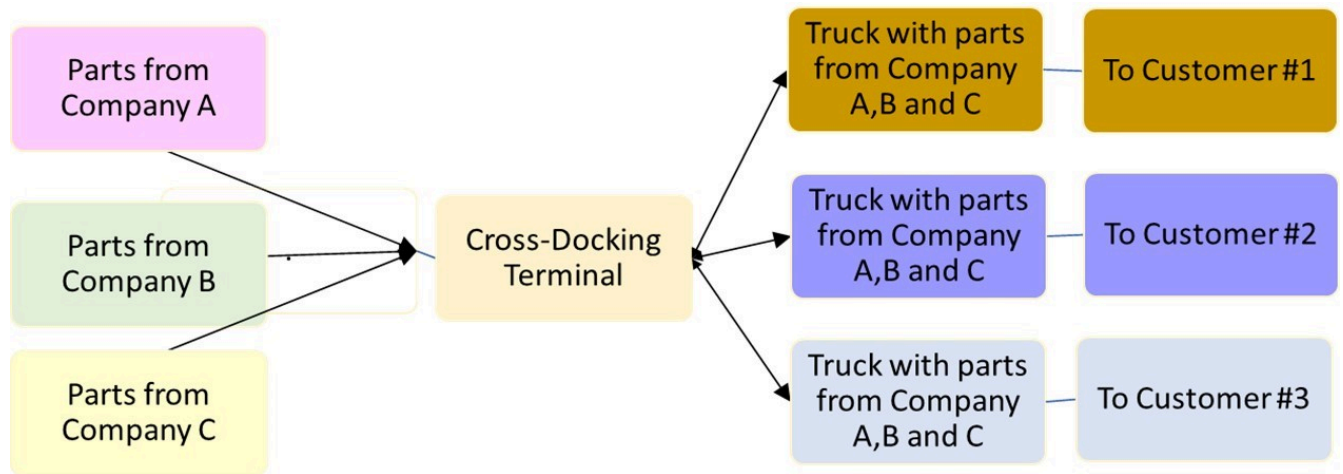 Parts from
Company A
Parts from
Company B
Parts from
Company C
Cross-Docking
Terminal
Truck with parts
from Company
A,B and C
To Customer #1
Truck with parts
from Company
A,B and C
To Customer #2
Truck with parts
from Company
A,B and C
To Customer #3